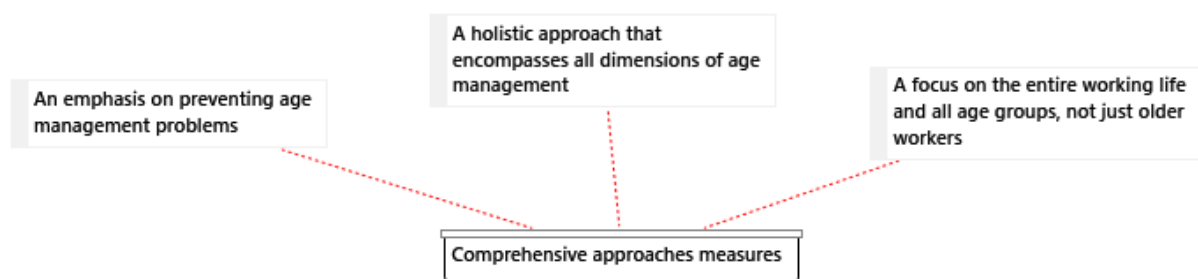 An emphasis on preventing age
management problems
A holistic approach that
encompasses all dimensions of age
management
A focus on the entire working life
and all age groups, not just older
workers
Comprehensive approaches measures